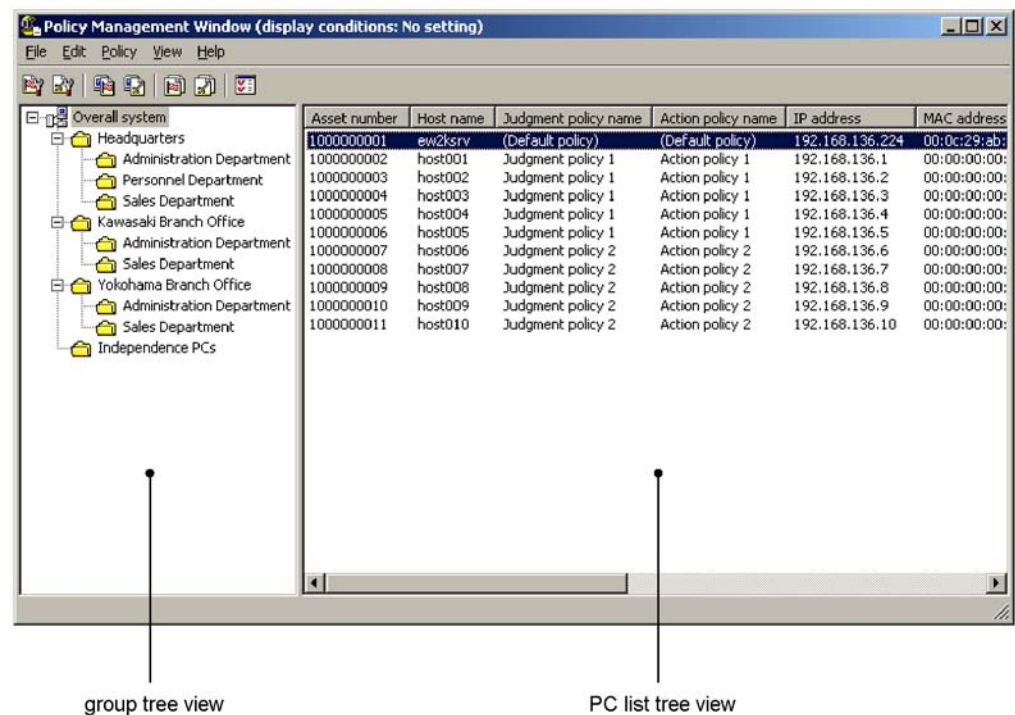 Policy Management Window (display conditions: No setting)
File Edit Policy View Help
Overall system
Headquarters
Administration Department
Personnel Department
Sales Department
Kawasaki Branch Office
Administration Department
Sales Department
Yokohama Branch Office
Administration Department
Sales Department
Independence PCs
Asset number Host name Judgment policy name Action policy name IP address MAC address
1000000001 ew2ksrv (Default policy) (Default policy) 192.168.136.224 00:0c:29:ab:
1000000002 host001 Judgment policy 1 Action policy 1 192.168.136.1 00:00:00:00:
1000000003 host002 Judgment policy 1 Action policy 1 192.168.136.2 00:00:00:00:
1000000004 host003 Judgment policy 1 Action policy 1 192.168.136.3 00:00:00:00:
1000000005 host004 Judgment policy 1 Action policy 1 192.168.136.4 00:00:00:00:
1000000006 host005 Judgment policy 1 Action policy 1 192.168.136.5 00:00:00:00:
1000000007 host006 Judgment policy 2 Action policy 2 192.168.136.6 00:00:00:00:
1000000008 host007 Judgment policy 2 Action policy 2 192.168.136.7 00:00:00:00:
1000000009 host008 Judgment policy 2 Action policy 2 192.168.136.8 00:00:00:00:
1000000010 host009 Judgment policy 2 Action policy 2 192.168.136.9 00:00:00:00:
1000000011 host010 Judgment policy 2 Action policy 2 192.168.136.10 00:00:00:00:
group tree view
PC list tree view